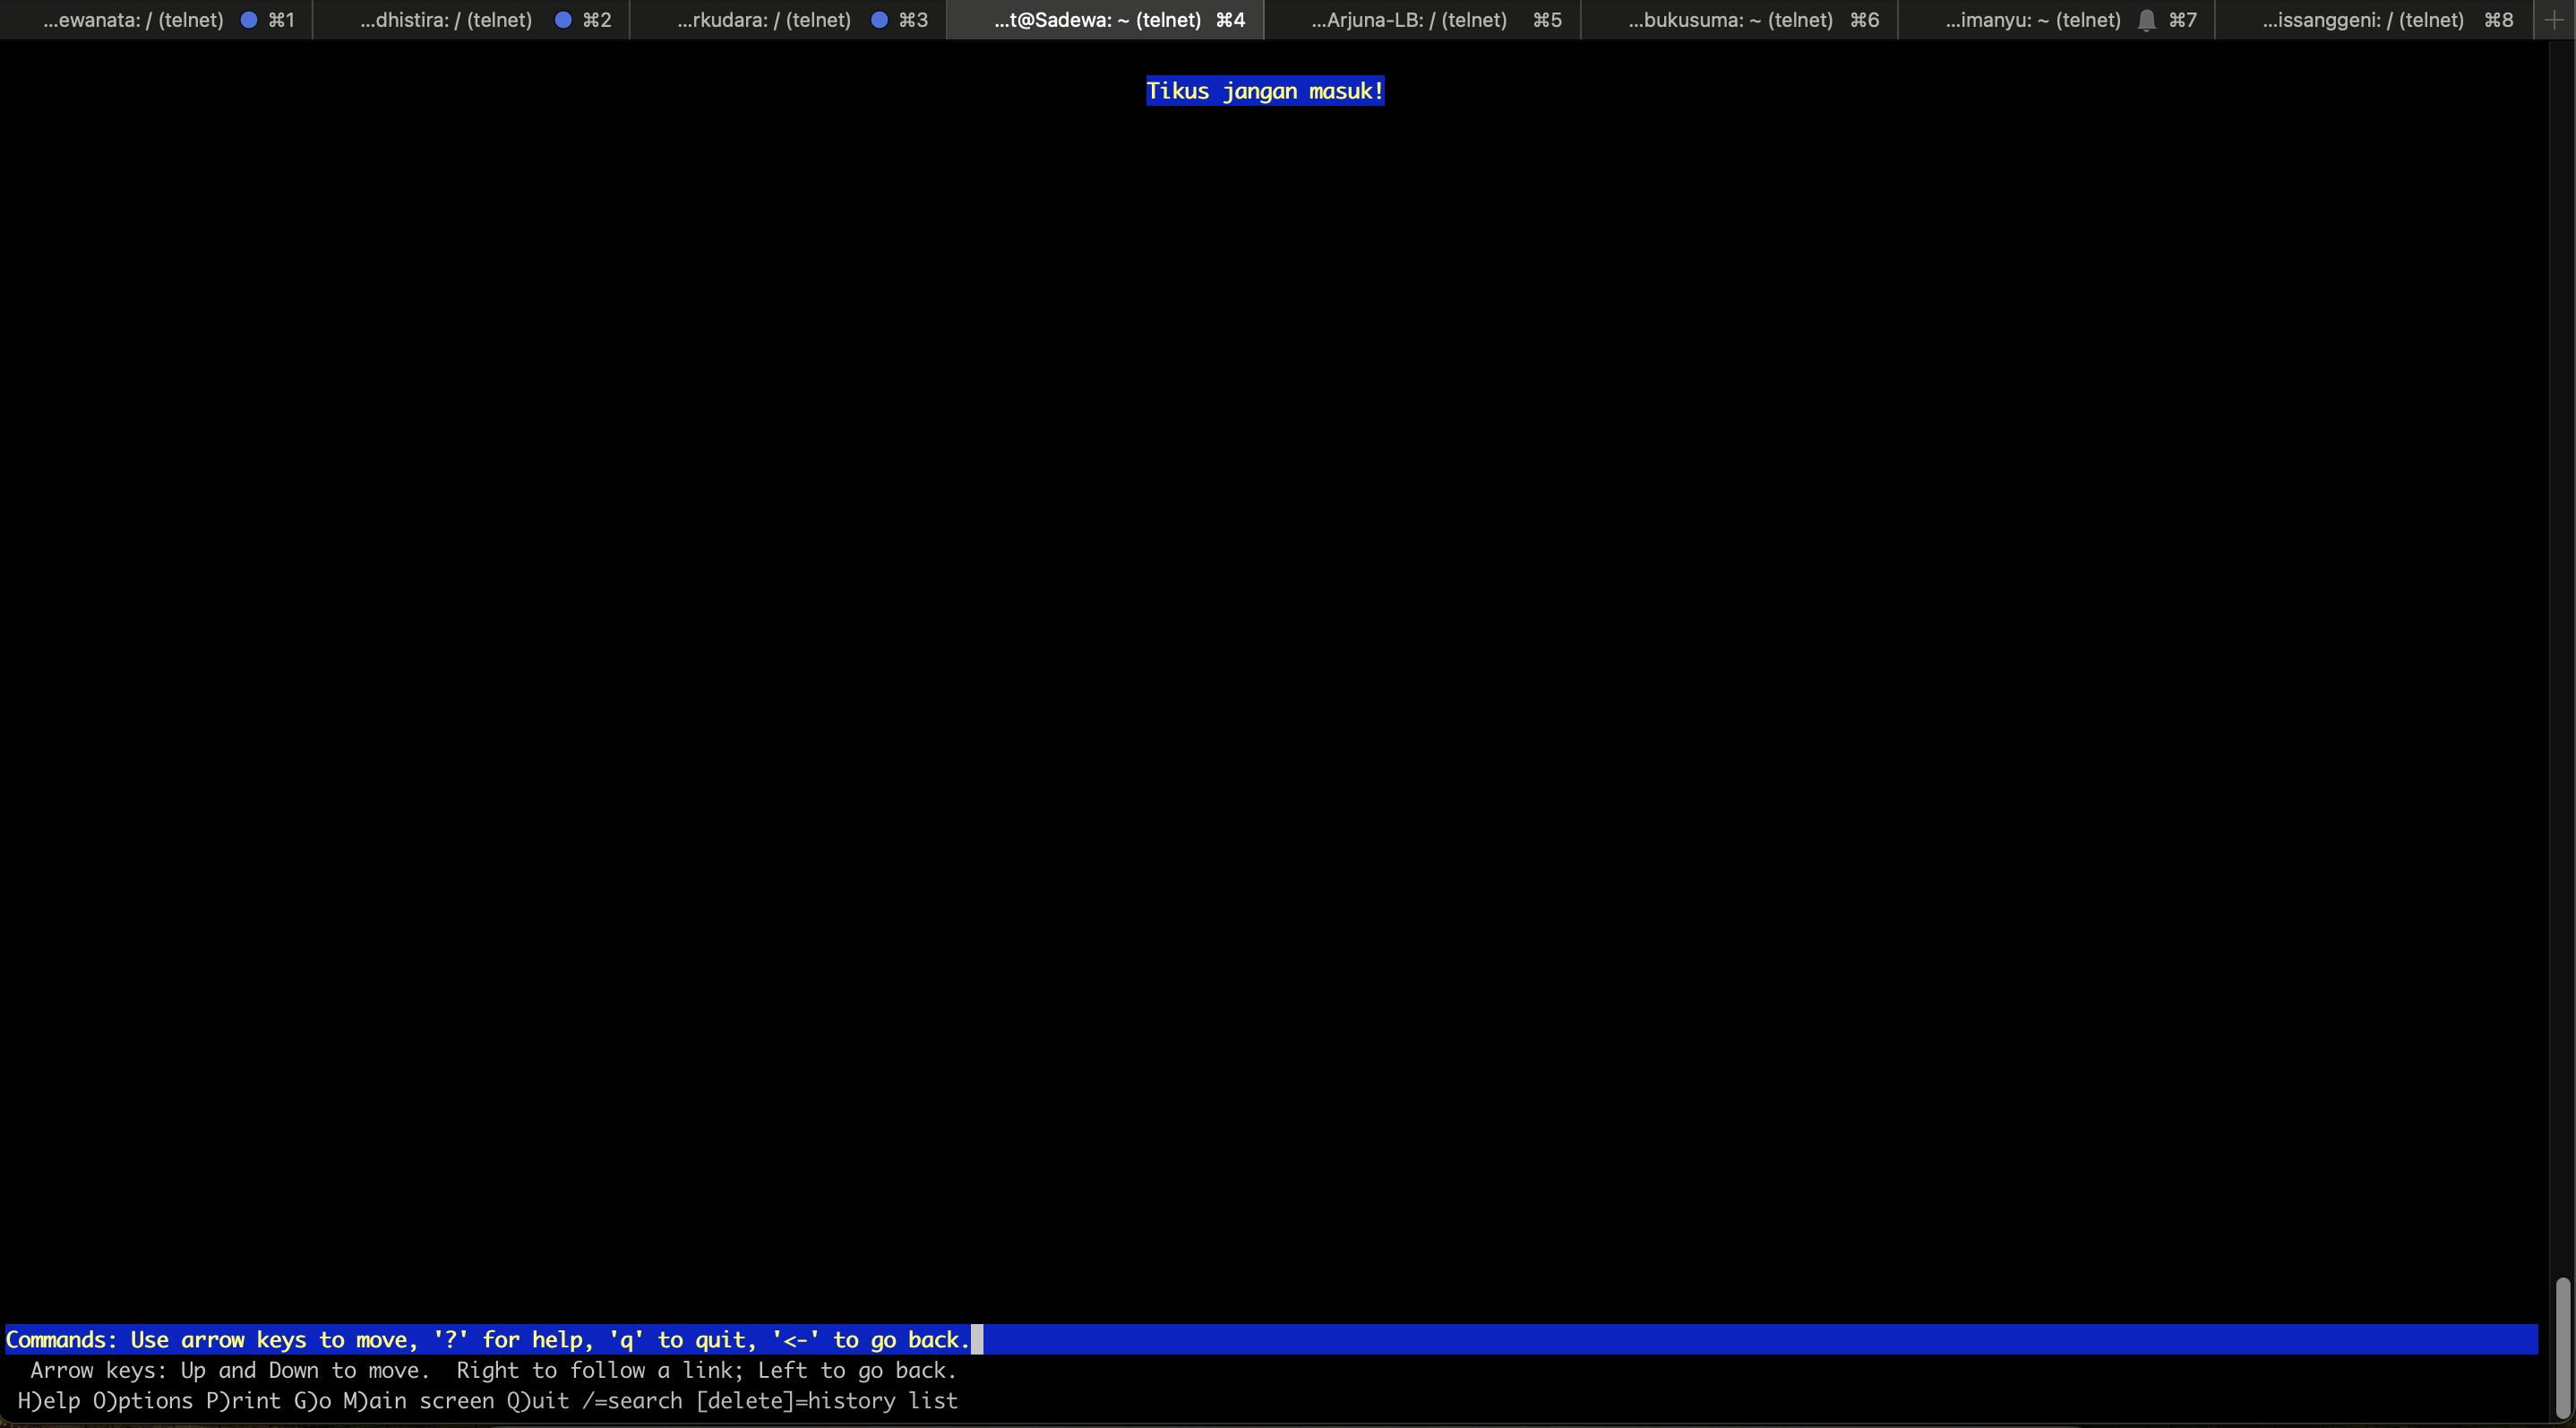 ...ewanata: / (telnet) ⌘1 ...dhistira: / (telnet) ⌘2 ...rkudara: / (telnet) ⌘3 ...t@Sadewa: ~ (telnet) ⌘4 ...Arjuna-LB: / (telnet) ⌘5 ...bukusuma: ~ (telnet) ⌘6 ...imanyu: ~ (telnet) ⌘7 ...issanggeni: / (telnet) ⌘8
Tikus jangan masuk!
Commands: Use arrow keys to move, '?' for help, 'q' to quit, '<-' to go back.
Arrow keys: Up and Down to move.  Right to follow a link; Left to go back.
H)elp O)ptions P)rint G)o M)ain screen Q)uit /=search [delete]=history list